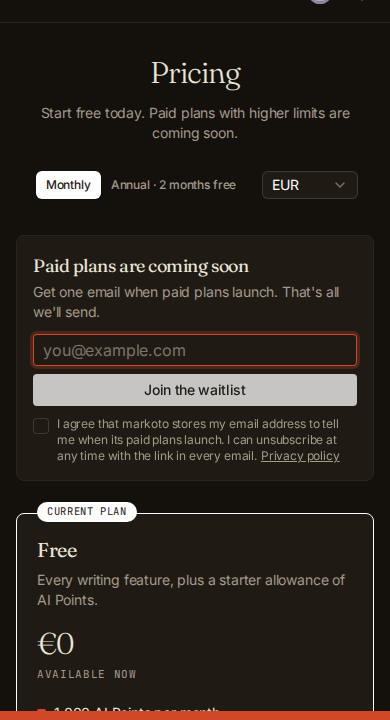 Pricing
Start free today. Paid plans with higher limits are
coming soon.
Monthly
Annual · 2 months free
EUR
Paid plans are coming soon
Get one email when paid plans launch. That's all
we'll send.
you@example.com
Join the waitlist
I agree that markoto stores my email address to tell
me when its paid plans launch. I can unsubscribe at
any time with the link in every email. Privacy policy
CURRENT PLAN
Free
Every writing feature, plus a starter allowance of
AI Points.
€0
AVAILABLE NOW
AI Points per month